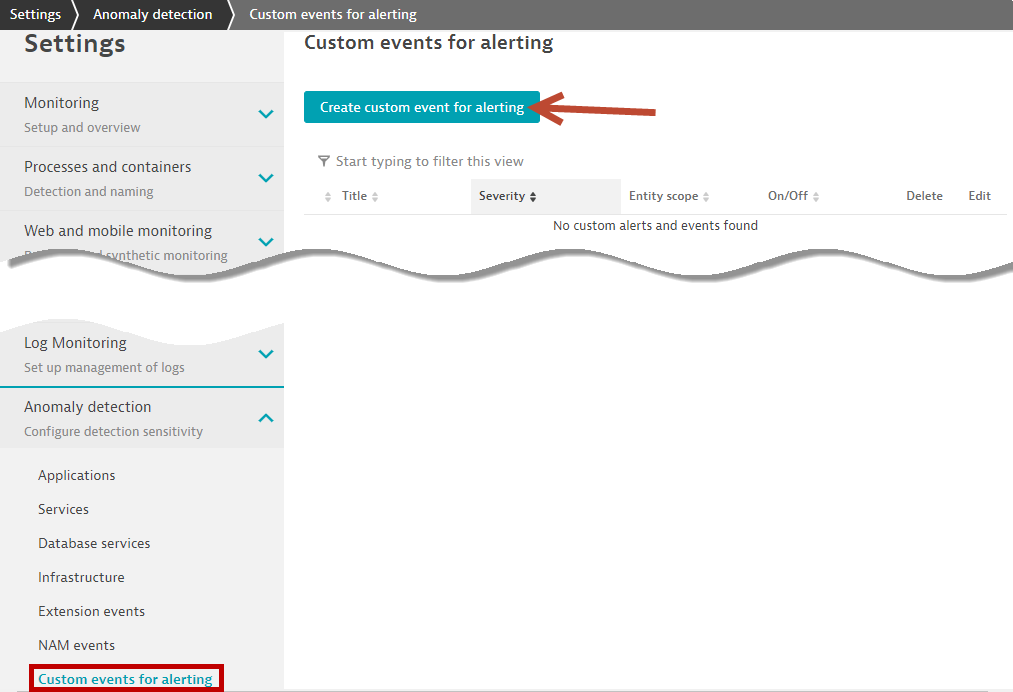 Settings Anomaly detection Custom events for alerting
Settings
Monitoring
Setup and overview
Processes and containers
Detection and naming
Web and mobile monitoring
synthetic monitoring
Log Monitoring
Set up management of logs
Anomaly detection
Configure detection sensitivity
Applications
Services
Database services
Infrastructure
Extension events
NAM events
Custom events for alerting
Custom events for alerting
Create custom event for alerting
Start typing to filter this view
Title Severity Entity scope On/Off Delete Edit
No custom alerts and events found